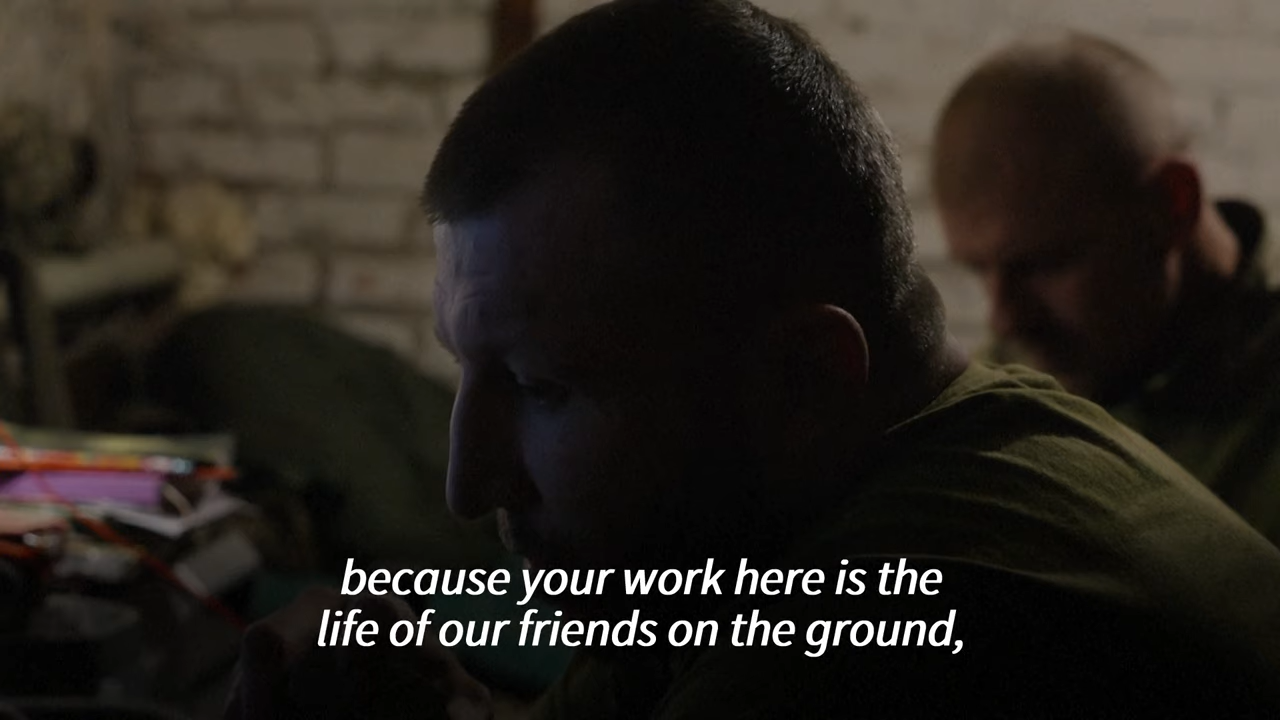 because your work here is the
life of our friends on the ground,